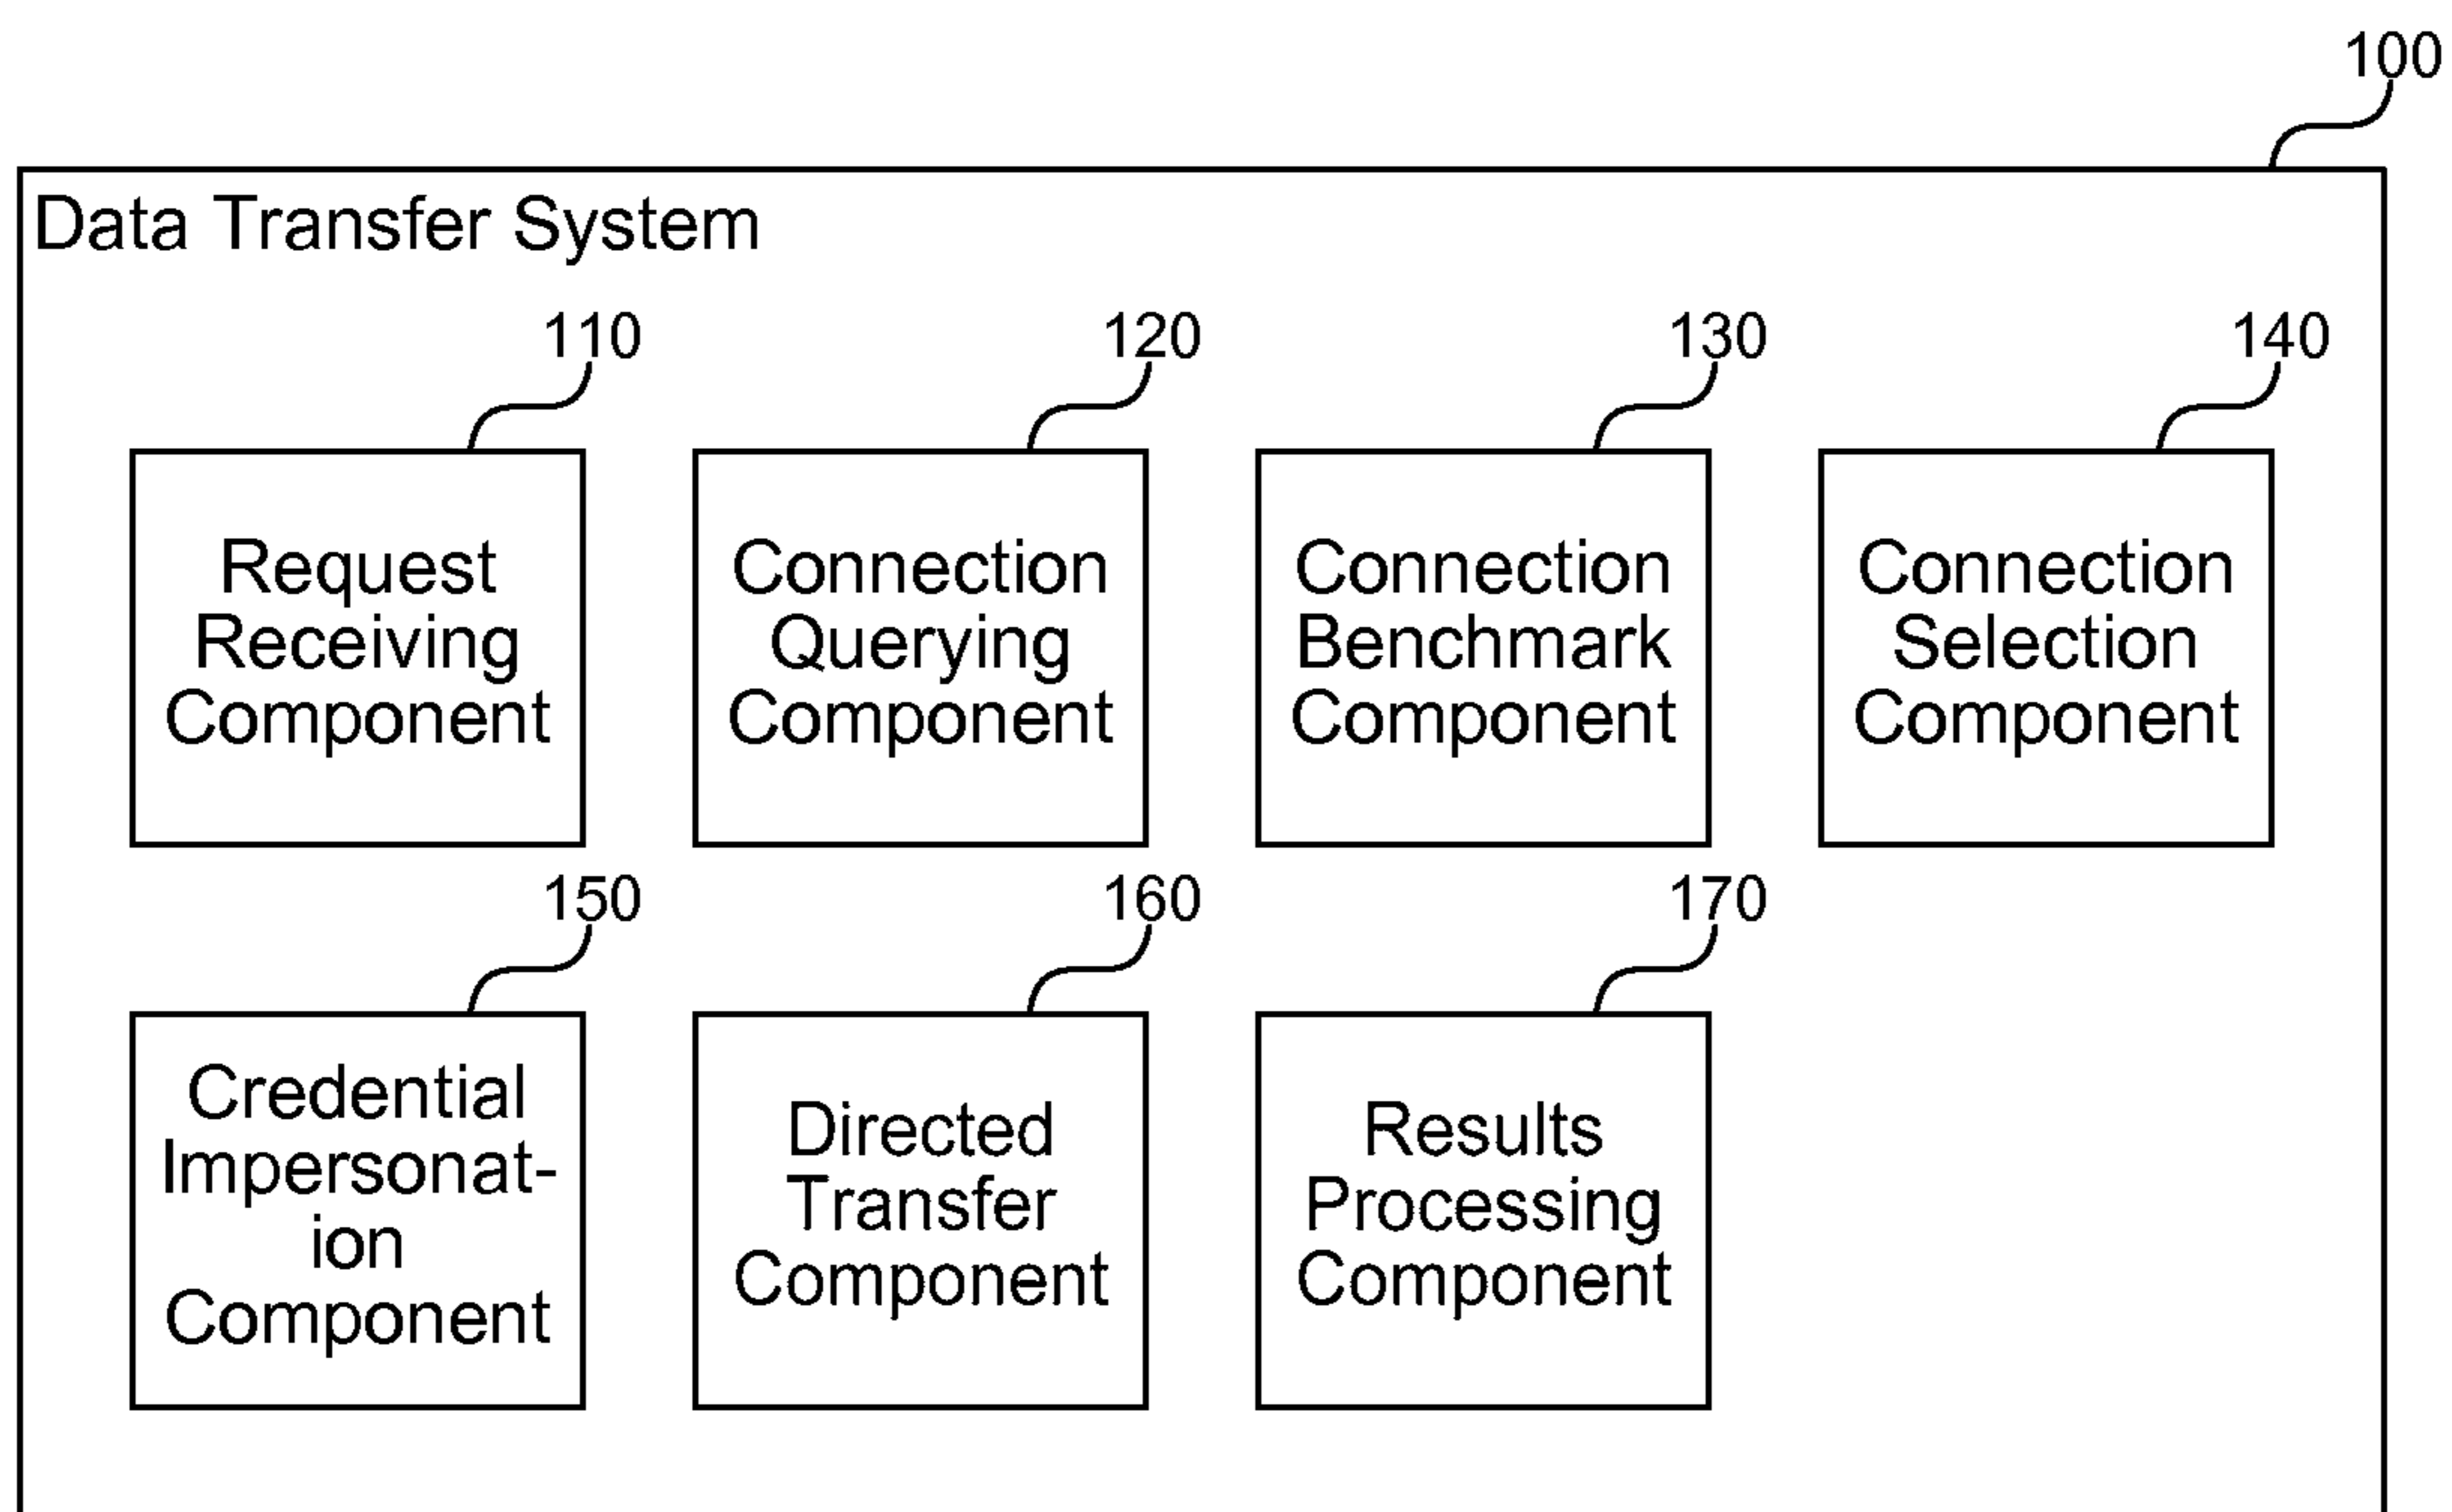 100
Data Transfer System
110
120
130
140
Request
Receiving
Component
Connection
Querying
Component
Connection
Benchmark
Component
Connection
Selection
Component
150
160
170
Credential
Impersonat-
ion
Component
Directed
Transfer
Component
Results
Processing
Component